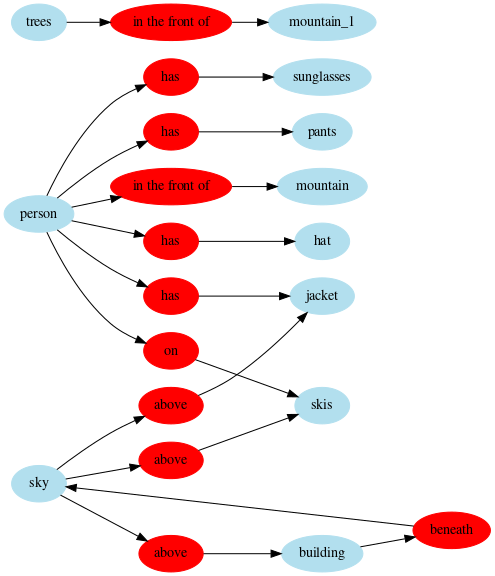 trees
in the front of
mountain_1
has
sunglasses
has
pants
in the front of
mountain
person
has
hat
has
jacket
on
above
skis
above
sky
beneath
above
building